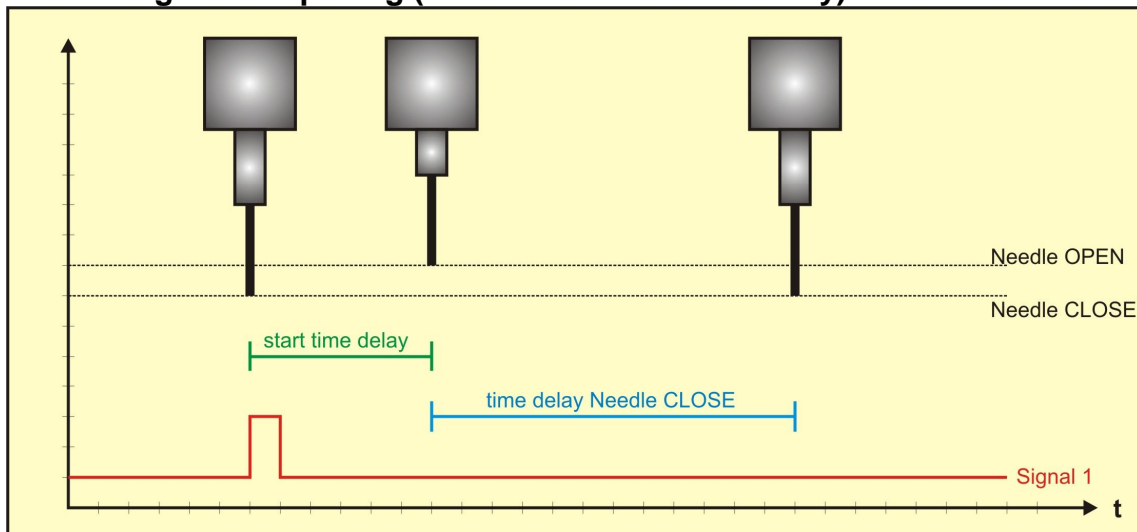 Needle OPEN
Needle CLOSE
start time delay
time delay Needle CLOSE
Signal 1
t